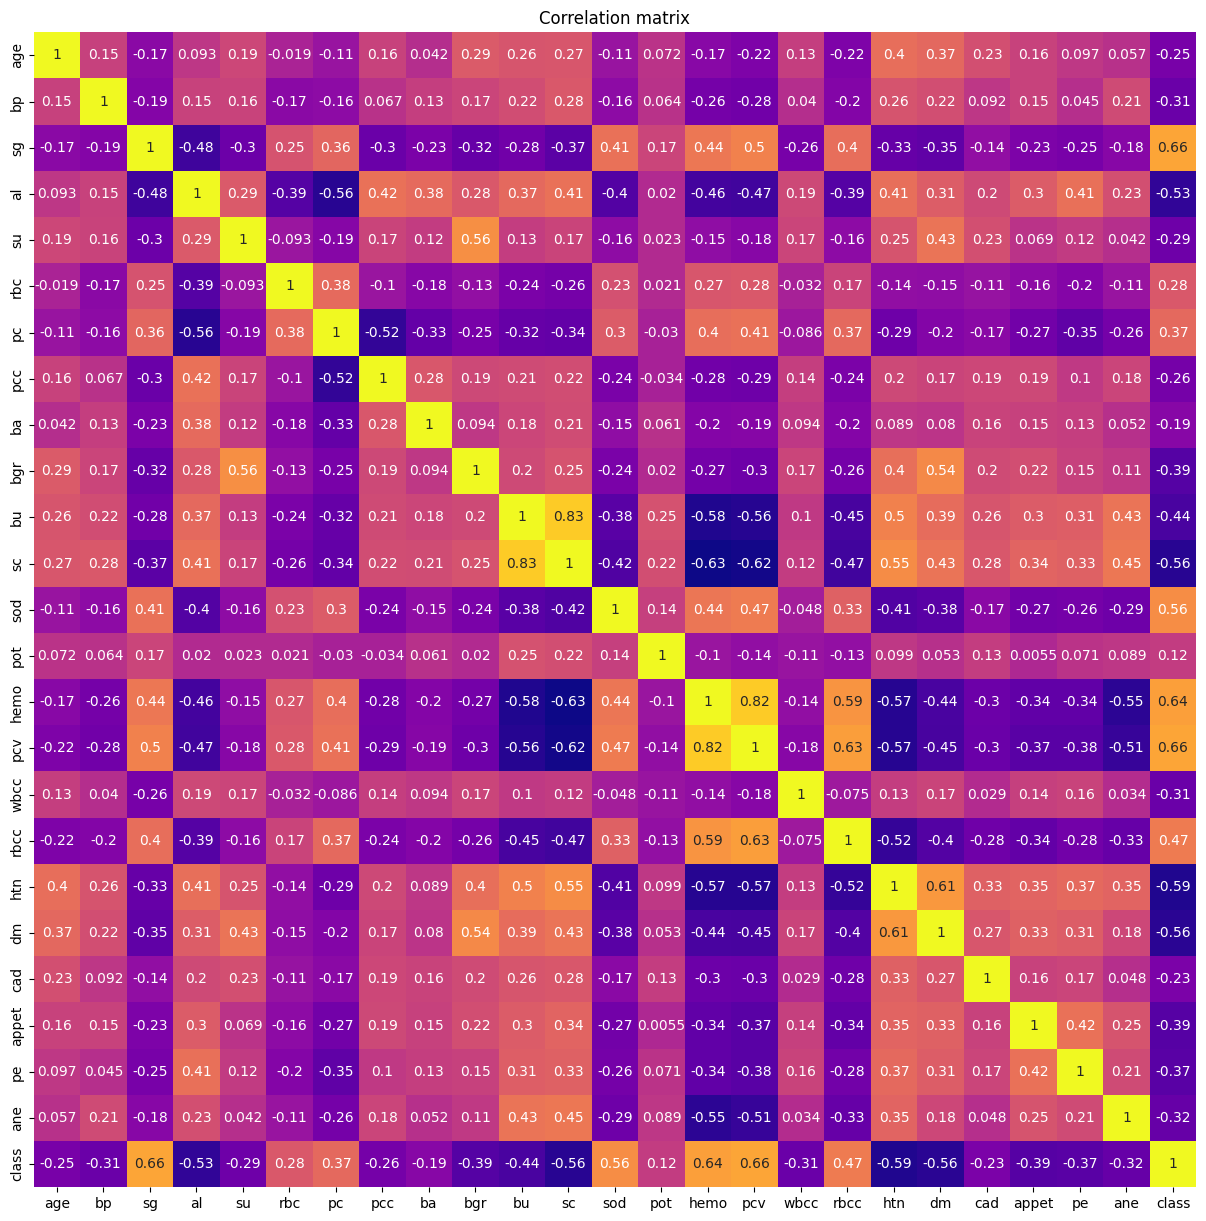 Correlation matrix
age 1 0.15 -0.17 0.093 0.19 -0.019 -0.11 0.16 0.042 0.29 0.26 0.27 -0.11 0.072 -0.17 -0.22 0.13 -0.22 0.4 0.37 0.23 0.16 0.097 0.057 -0.25
bp 0.15 1 -0.19 0.15 0.16 -0.17 -0.16 0.067 0.13 0.17 0.22 0.28 -0.16 0.064 -0.26 -0.28 0.04 -0.2 0.26 0.22 0.092 0.15 0.045 0.21 -0.31
sg -0.17 -0.19 1 -0.48 -0.3 0.25 0.36 -0.3 -0.23 -0.32 -0.28 -0.37 0.41 0.17 0.44 0.5 -0.26 0.4 -0.33 -0.35 -0.14 -0.23 -0.25 -0.18 0.66
al 0.093 0.15 -0.48 1 0.29 -0.39 -0.56 0.42 0.38 0.28 0.37 0.41 -0.4 0.02 -0.46 -0.47 0.19 -0.39 0.41 0.31 0.2 0.3 0.41 0.23 -0.53
su 0.19 0.16 -0.3 0.29 1 -0.093 -0.19 0.17 0.12 0.56 0.13 0.17 -0.16 0.023 -0.15 -0.18 0.17 -0.16 0.25 0.43 0.23 0.069 0.12 0.042 -0.29
rbc -0.019 -0.17 0.25 -0.39 -0.093 1 0.38 -0.1 -0.18 -0.13 -0.24 -0.26 0.23 0.021 0.27 0.28 -0.032 0.17 -0.14 -0.15 -0.11 -0.16 -0.2 -0.11 0.28
pc -0.11 -0.16 0.36 -0.56 -0.19 0.38 1 -0.52 -0.33 -0.25 -0.32 -0.34 0.3 -0.03 0.4 0.41 -0.086 0.37 -0.29 -0.2 -0.17 -0.27 -0.35 -0.26 0.37
pcc 0.16 0.067 -0.3 0.42 0.17 -0.1 -0.52 1 0.28 0.19 0.21 0.22 -0.24 -0.034 -0.28 -0.29 0.14 -0.24 0.2 0.17 0.19 0.19 0.1 0.18 -0.26
ba 0.042 0.13 -0.23 0.38 0.12 -0.18 -0.33 0.28 1 0.094 0.18 0.21 -0.15 0.061 -0.2 -0.19 0.094 -0.2 0.089 0.08 0.16 0.15 0.13 0.052 -0.19
bgr 0.29 0.17 -0.32 0.28 0.56 -0.13 -0.25 0.19 0.094 1 0.2 0.25 -0.24 0.02 -0.27 -0.3 0.17 -0.26 0.4 0.54 0.2 0.22 0.15 0.11 -0.39
bu 0.26 0.22 -0.28 0.37 0.13 -0.24 -0.32 0.21 0.18 0.2 1 0.83 -0.38 0.25 -0.58 -0.56 0.1 -0.45 0.5 0.39 0.26 0.3 0.31 0.43 -0.44
sc 0.27 0.28 -0.37 0.41 0.17 -0.26 -0.34 0.22 0.21 0.25 0.83 1 -0.42 0.22 -0.63 -0.62 0.12 -0.47 0.55 0.43 0.28 0.34 0.33 0.45 -0.56
sod -0.11 -0.16 0.41 -0.4 -0.16 0.23 0.3 -0.24 -0.15 -0.24 -0.38 -0.42 1 0.14 0.44 0.47 -0.048 0.33 -0.41 -0.38 -0.17 -0.27 -0.26 -0.29 0.56
pot 0.072 0.064 0.17 0.02 0.023 0.021 -0.03 -0.034 0.061 0.02 0.25 0.22 0.14 1 -0.1 -0.14 -0.11 -0.13 0.099 0.053 0.13 0.0055 0.071 0.089 0.12
hemo -0.17 -0.26 0.44 -0.46 -0.15 0.27 0.4 -0.28 -0.2 -0.27 -0.58 -0.63 0.44 -0.1 1 0.82 -0.14 0.59 -0.57 -0.44 -0.3 -0.34 -0.34 -0.55 0.64
pcv -0.22 -0.28 0.5 -0.47 -0.18 0.28 0.41 -0.29 -0.19 -0.3 -0.56 -0.62 0.47 -0.14 0.82 1 -0.18 0.63 -0.57 -0.45 -0.3 -0.37 -0.38 -0.51 0.66
wbcc 0.13 0.04 -0.26 0.19 0.17 -0.032 -0.086 0.14 0.094 0.17 0.1 0.12 -0.048 -0.11 -0.14 -0.18 1 -0.075 0.13 0.17 0.029 0.14 0.16 0.034 -0.31
rbcc -0.22 -0.2 0.4 -0.39 -0.16 0.17 0.37 -0.24 -0.2 -0.26 -0.45 -0.47 0.33 -0.13 0.59 0.63 -0.075 1 -0.52 -0.4 -0.28 -0.34 -0.28 -0.33 0.47
htn 0.4 0.26 -0.33 0.41 0.25 -0.14 -0.29 0.2 0.089 0.4 0.5 0.55 -0.41 0.099 -0.57 -0.57 0.13 -0.52 1 0.61 0.33 0.35 0.37 0.35 -0.59
dm 0.37 0.22 -0.35 0.31 0.43 -0.15 -0.2 0.17 0.08 0.54 0.39 0.43 -0.38 0.053 -0.44 -0.45 0.17 -0.4 0.61 1 0.27 0.33 0.31 0.18 -0.56
cad 0.23 0.092 -0.14 0.2 0.23 -0.11 -0.17 0.19 0.16 0.2 0.26 0.28 -0.17 0.13 -0.3 -0.3 0.029 -0.28 0.33 0.27 1 0.16 0.17 0.048 -0.23
appet 0.16 0.15 -0.23 0.3 0.069 -0.16 -0.27 0.19 0.15 0.22 0.3 0.34 -0.27 0.0055 -0.34 -0.37 0.14 -0.34 0.35 0.33 0.16 1 0.42 0.25 -0.39
pe 0.097 0.045 -0.25 0.41 0.12 -0.2 -0.35 0.1 0.13 0.15 0.31 0.33 -0.26 0.071 -0.34 -0.38 0.16 -0.28 0.37 0.31 0.17 0.42 1 0.21 -0.37
ane 0.057 0.21 -0.18 0.23 0.042 -0.11 -0.26 0.18 0.052 0.11 0.43 0.45 -0.29 0.089 -0.55 -0.51 0.034 -0.33 0.35 0.18 0.048 0.25 0.21 1 -0.32
class -0.25 -0.31 0.66 -0.53 -0.29 0.28 0.37 -0.26 -0.19 -0.39 -0.44 -0.56 0.56 0.12 0.64 0.66 -0.31 0.47 -0.59 -0.56 -0.23 -0.39 -0.37 -0.32 1
age bp sg al su rbc pc pcc ba bgr bu sc sod pot hemo pcv wbcc rbcc htn dm cad appet pe ane class